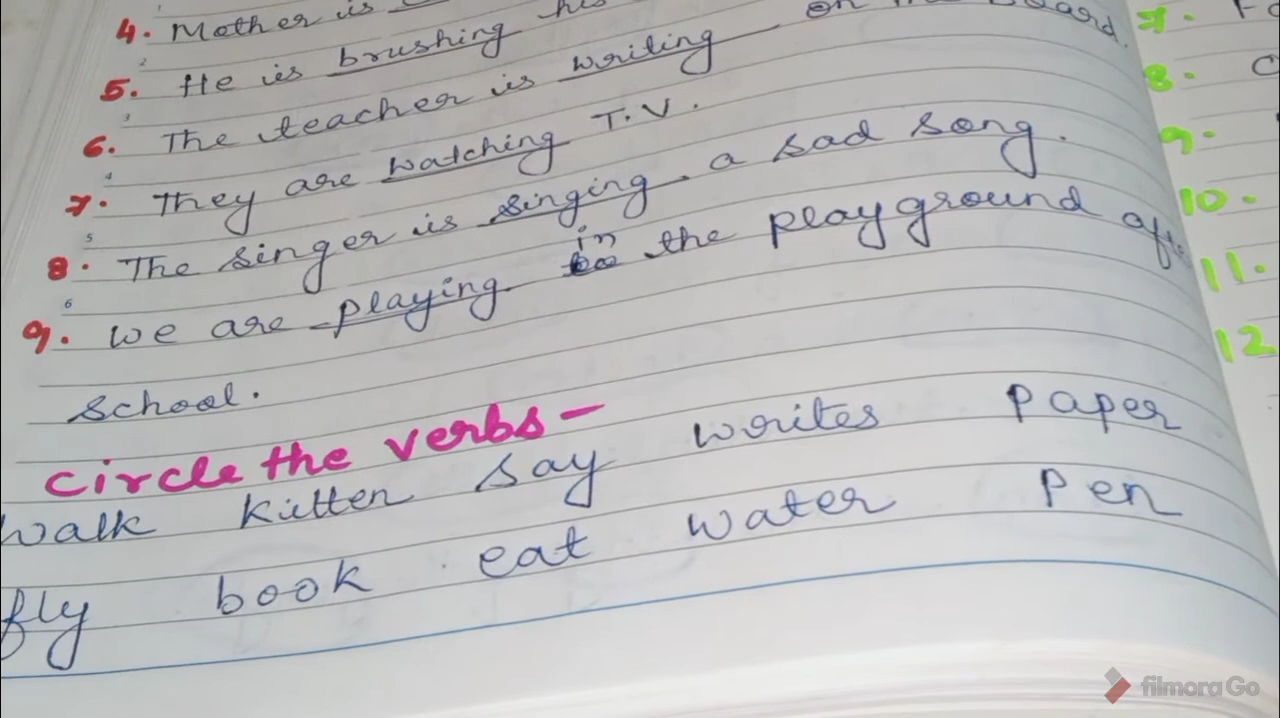 4. Mother is
5. He is brushing his
6. The teacher is writing on the Board.
7. They are watching T.V.
8. The singer is singing a sad song.
9. We are playing in the playground
school.
Circle the verbs -
walk kitten say writes paper
fly book eat water pen
7.
8.
9.
10.
11.
12
filmora Go